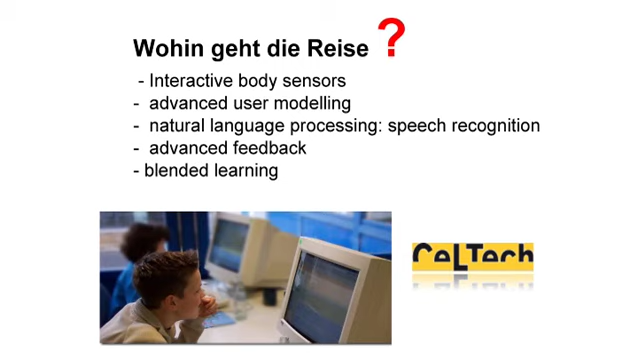 Wohin geht die Reise ?
- Interactive body sensors
- advanced user modelling
- natural language processing: speech recognition
- advanced feedback
- blended learning
CeLTech